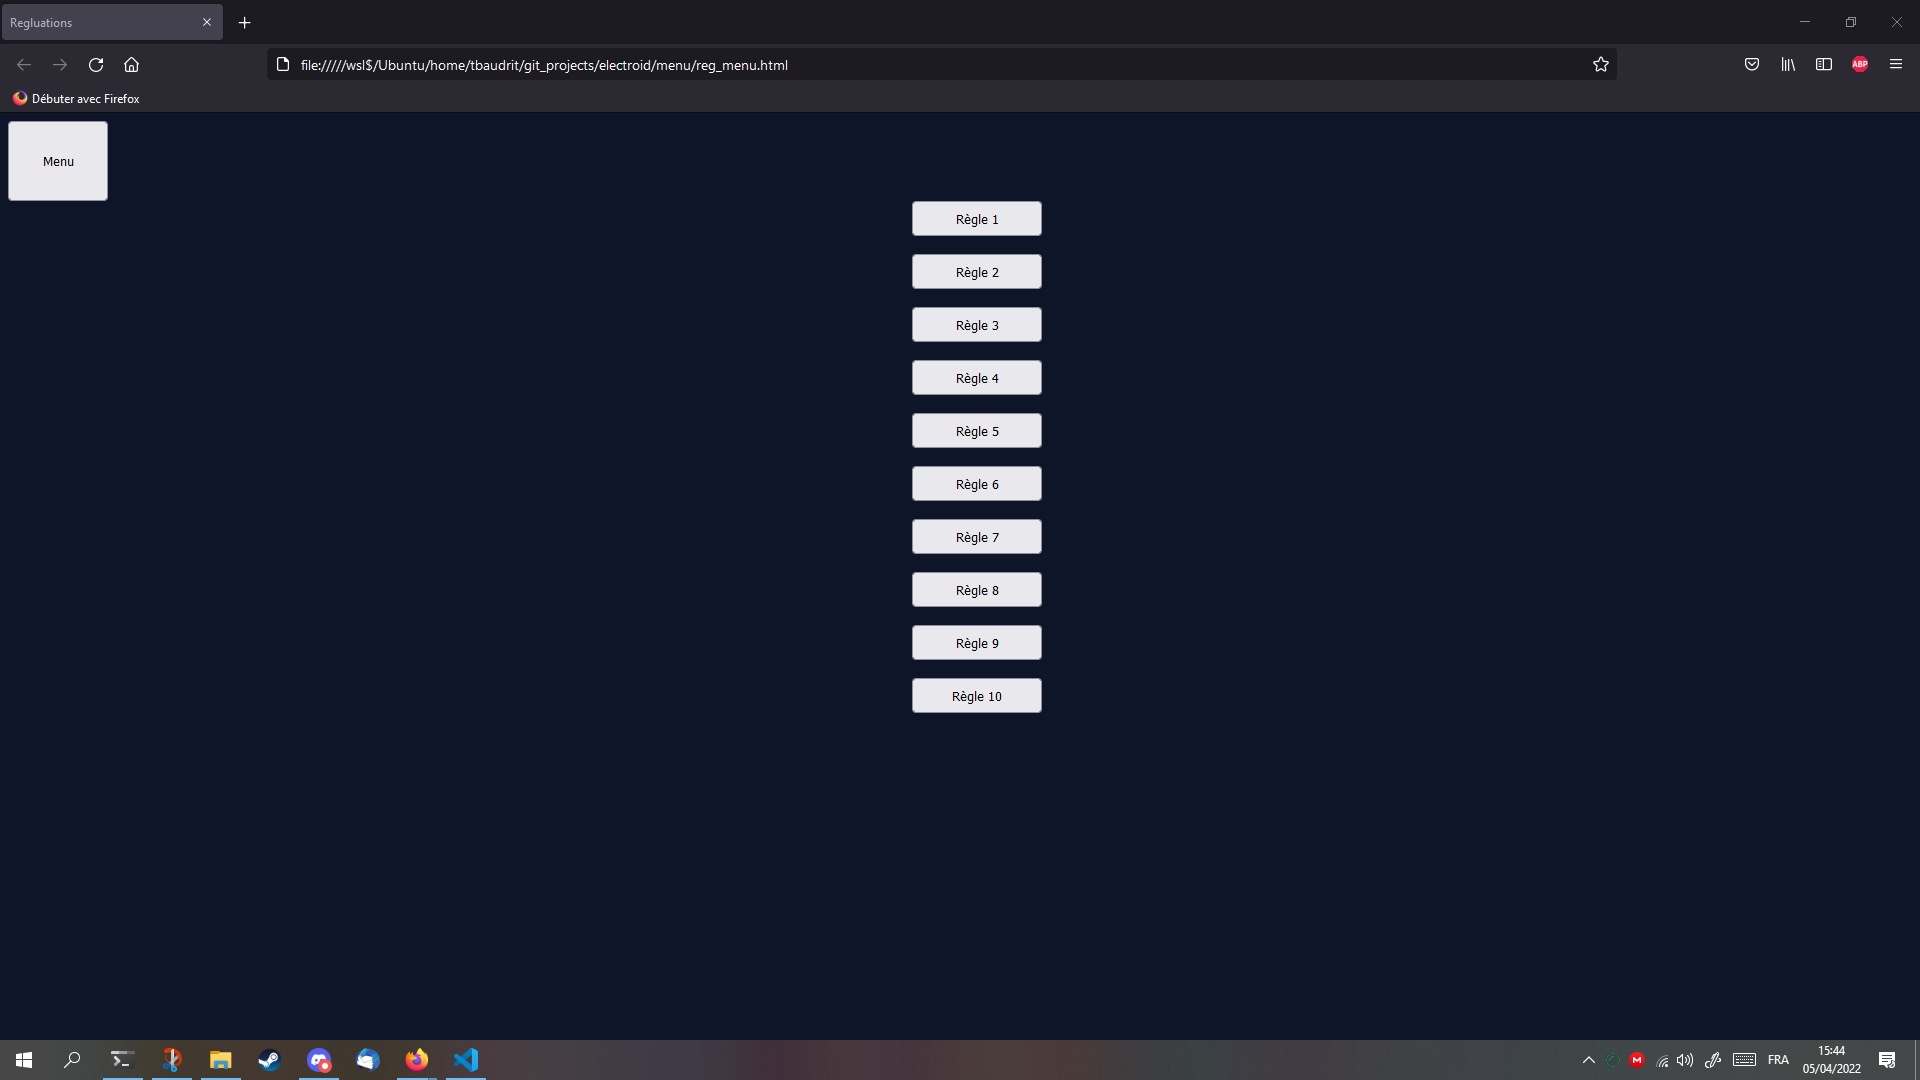 Regluations
file://///wsl$/Ubuntu/home/tbaudrit/git_projects/electroid/menu/reg_menu.html
ABP
Débuter avec Firefox
Menu
Règle 1
Règle 2
Règle 3
Règle 4
Règle 5
Règle 6
Règle 7
Règle 8
Règle 9
Règle 10
M
FRA
15:44
05/04/2022